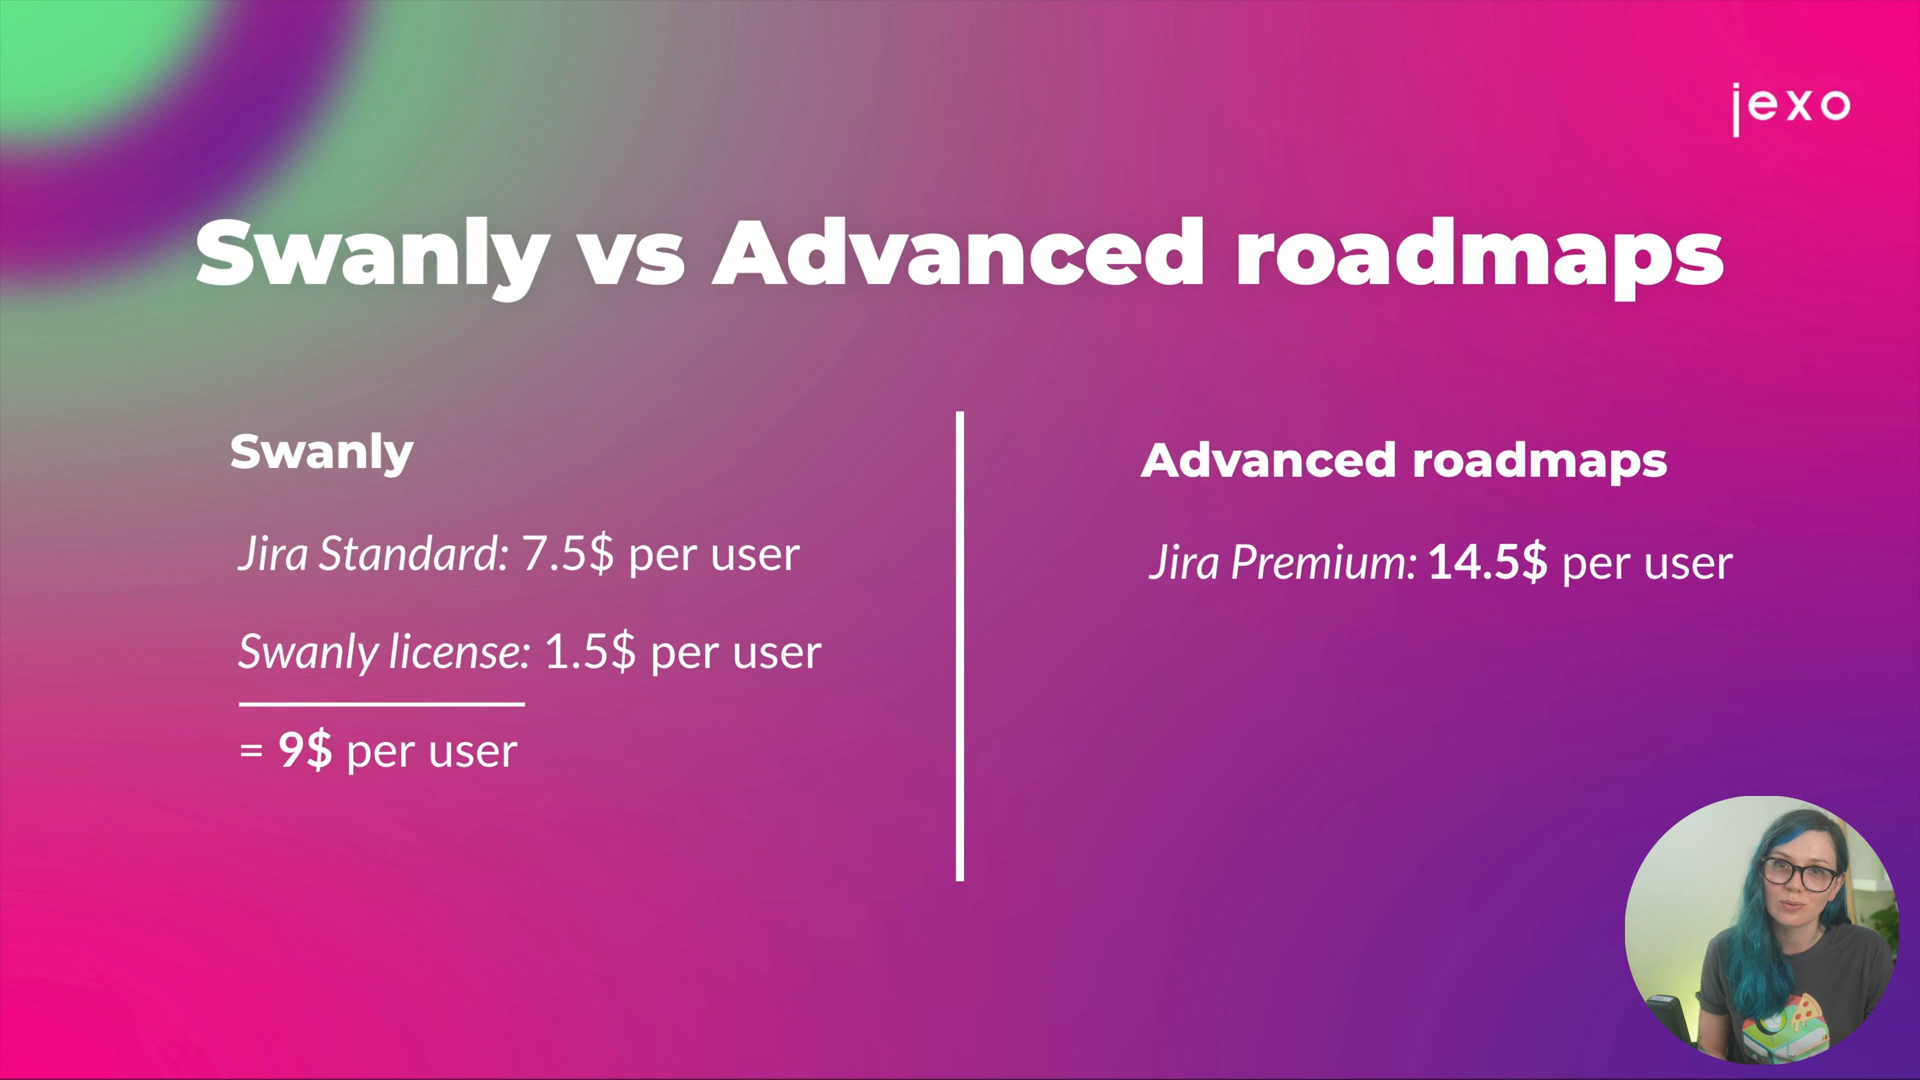 jexo
Swanly vs Advanced roadmaps
Swanly
Jira Standard: 7.5$ per user
Swanly license: 1.5$ per user
= 9$ per user
Advanced roadmaps
Jira Premium: 14.5$ per user